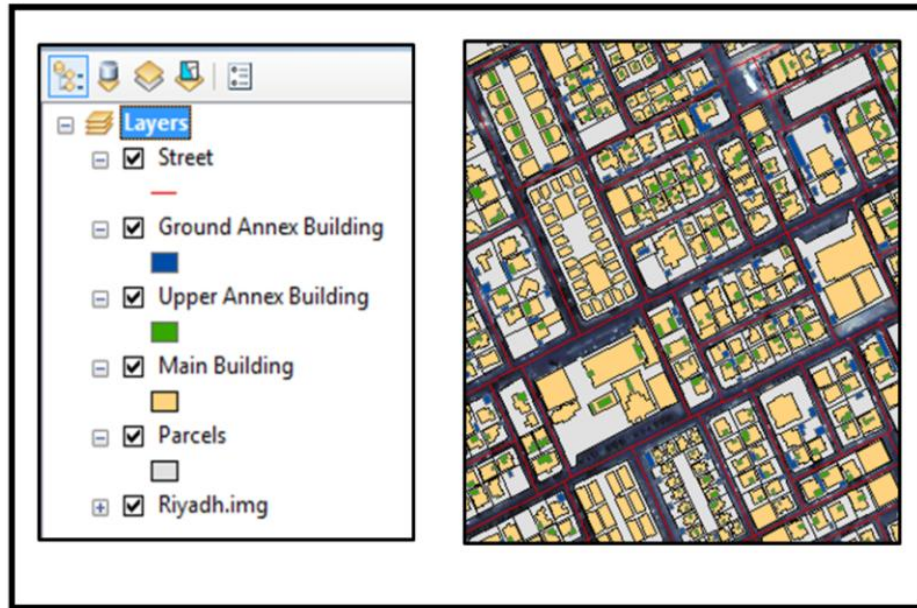 Layers
Street
Ground Annex Building
Upper Annex Building
Main Building
Parcels
Riyadh.img